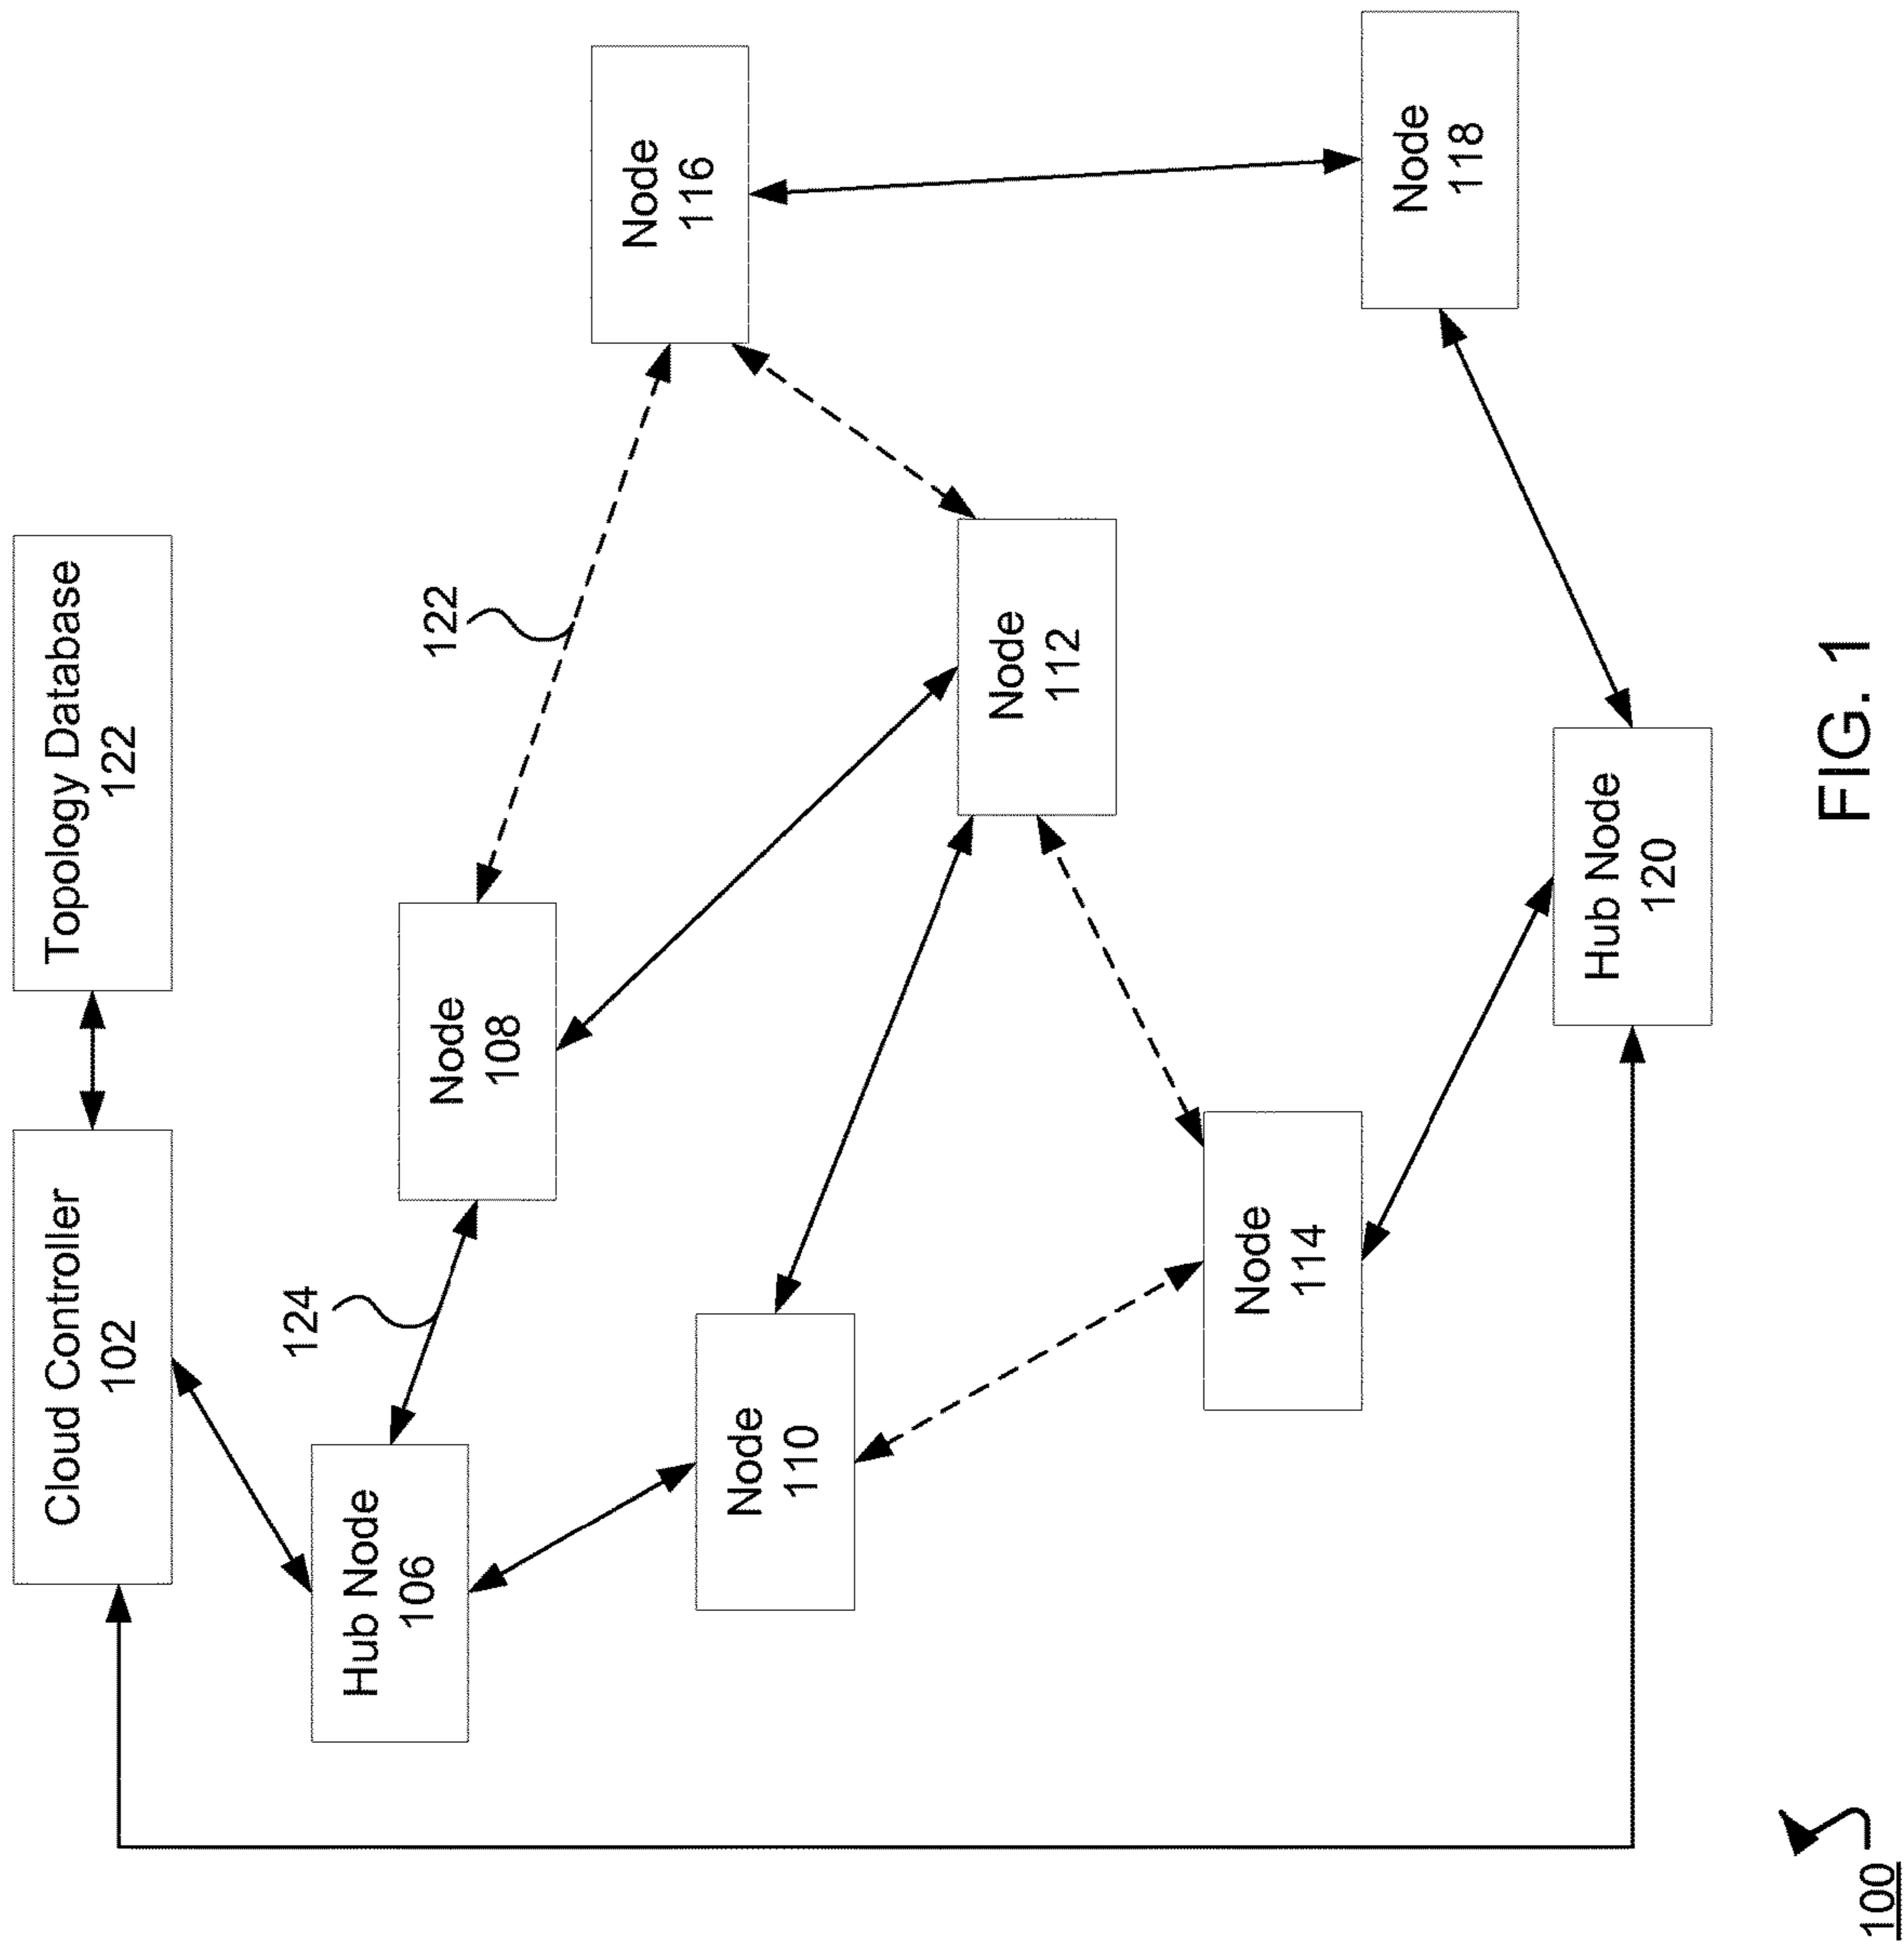 Cloud Controller
102
Topology Database
122
Hub Node
106
124
Node
108
122
Node
116
Node
110
Node
112
Node
114
Node
118
Hub Node
120
100
FIG. 1